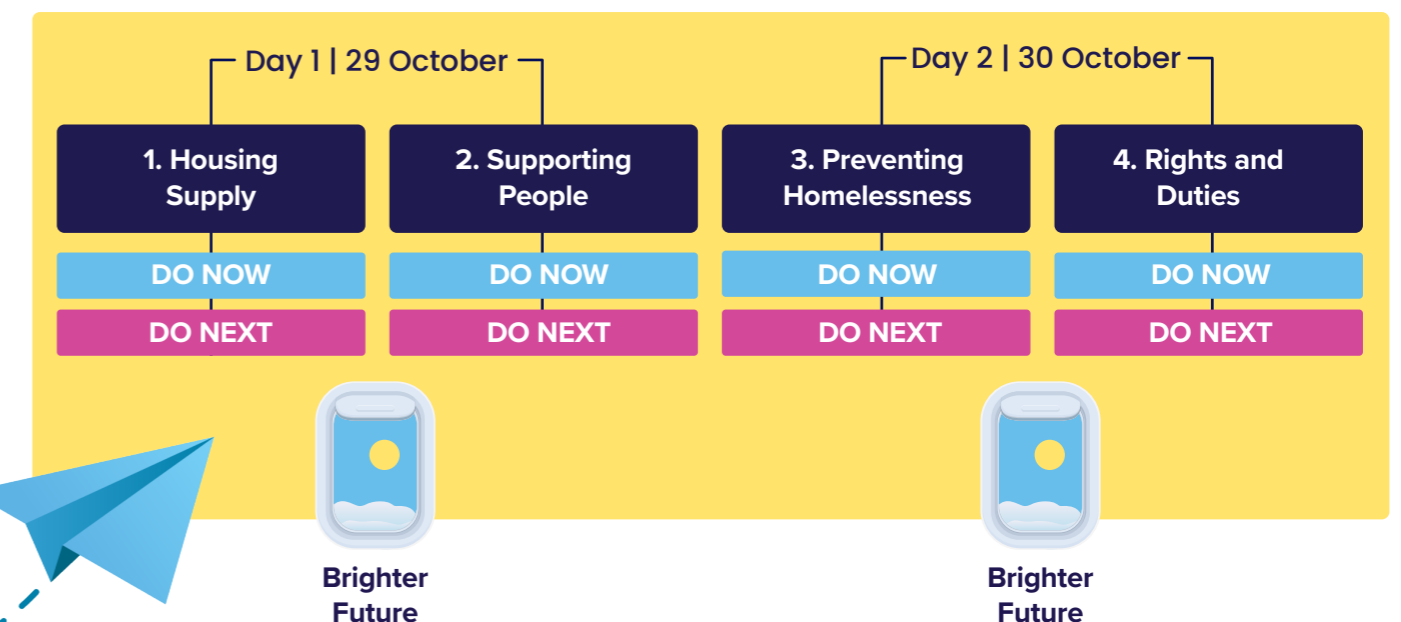 Day 1 | 29 October
Day 2 | 30 October
1. Housing
Supply
2. Supporting
People
3. Preventing
Homelessness
4. Rights and
Duties
DO NOW
DO NOW
DO NOW
DO NOW
DO NEXT
DO NEXT
DO NEXT
DO NEXT
Brighter
Future
Brighter
Future